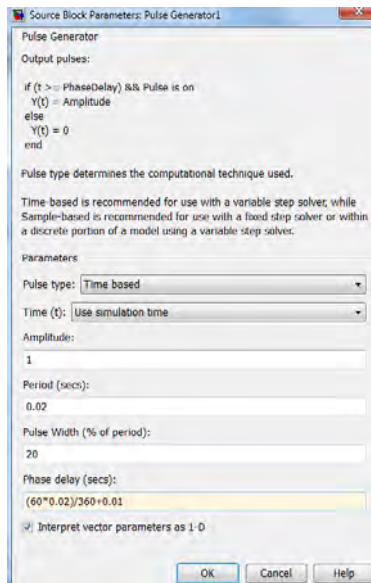 Source Block Parameters: Pulse Generator1
Pulse Generator
Output pulses:
if (t >= PhaseDelay) && Pulse is on
Y(t) = Amplitude
else
Y(t) = 0
end
Pulse type determines the computational technique used.
Time-based is recommended for use with a variable step solver, while
Sample-based is recommended for use with a fixed step solver or within
a discrete portion of a model using a variable step solver.
Parameters
Pulse type: Time based
Time (t): Use simulation time
Amplitude:
1
Period (secs):
0.02
Pulse Width (% of period):
20
Phase delay (secs):
(60*0.02)/360+0.01
Interpret vector parameters as 1-D
OK Cancel Help